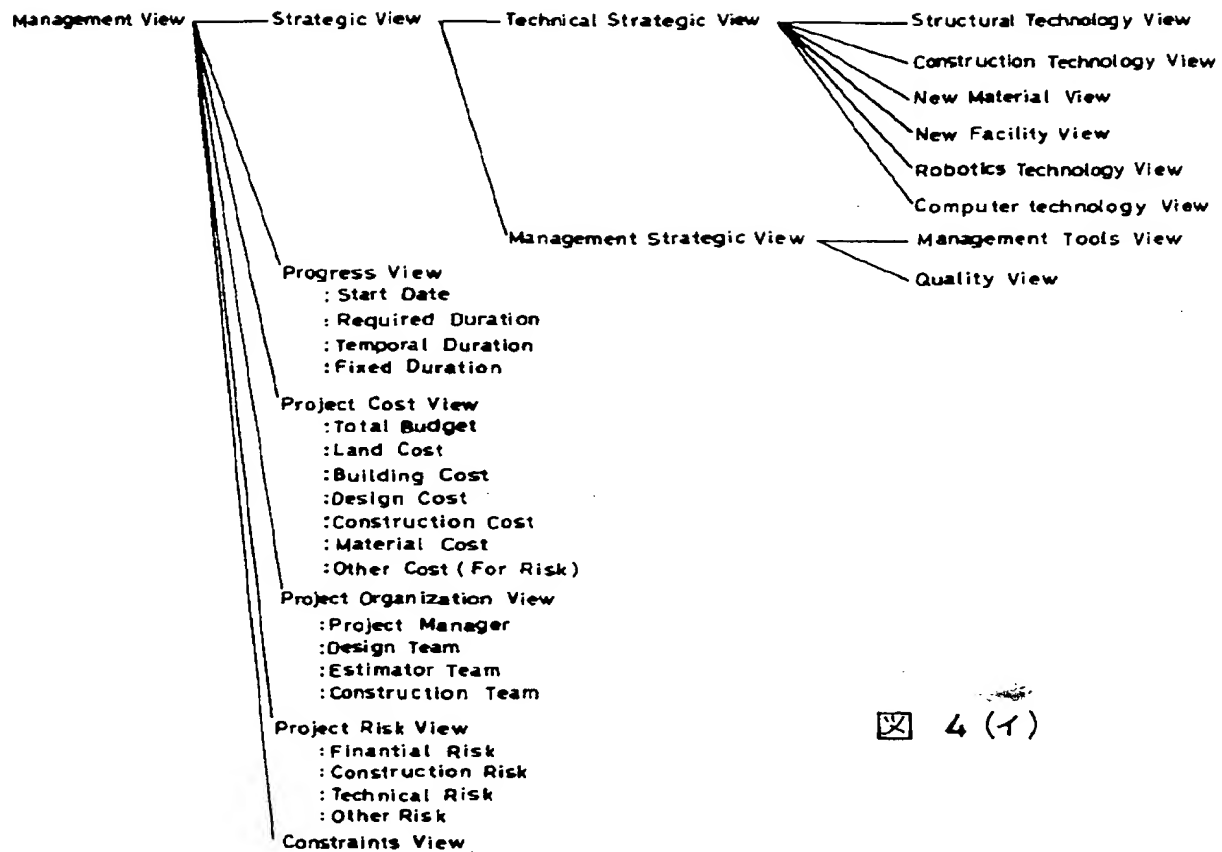 Management View Strategic View Technical Strategic View Structural Technology View
Construction Technology View
New Material View
New Facility View
Robotics Technology View
Computer technology View
Management Strategic View Management Tools View
Quality View
Progress View
: Start Date
: Required Duration
: Temporal Duration
:Fixed Duration
Project Cost View
:Total Budget
:Land Cost
:Building Cost
:Design Cost
:Construction Cost
:Material Cost
:Other Cost (For Risk)
Project Organization View
:Project Manager
:Design Team
:Estimator Team
:Construction Team
Project Risk View
:Finantial Risk
:Construction Risk
:Technical Risk
:Other Risk
Constraints View
図 4 (イ)